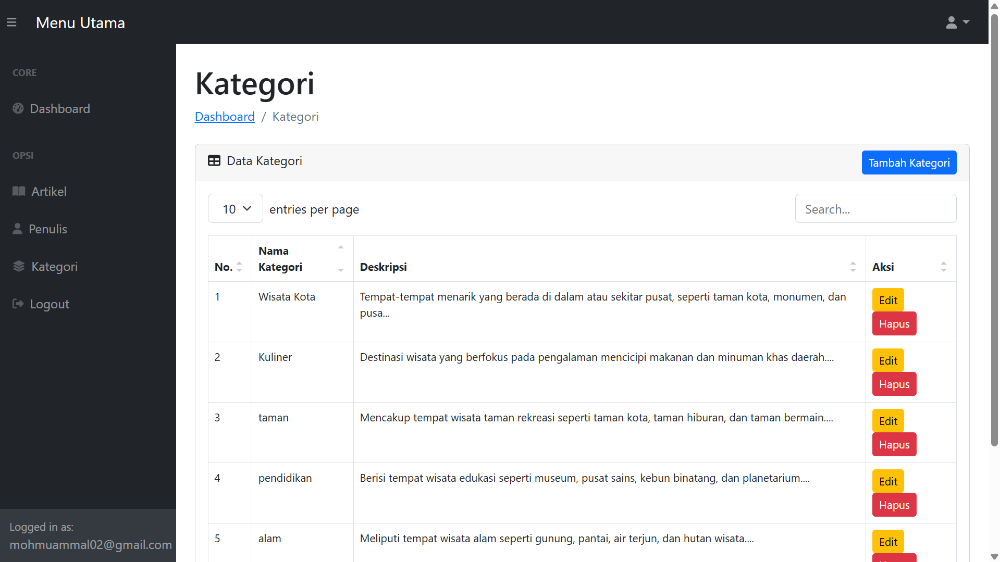 Menu Utama
CORE
Dashboard
OPSI
Artikel
Penulis
Kategori
Logout
Logged in as:
mohmuammal02@gmail.com
Kategori
Dashboard / Kategori
Data Kategori
Tambah Kategori
10 entries per page
Search...
No. Nama Kategori Deskripsi Aksi
1 Wisata Kota Tempat-tempat menarik yang berada di dalam atau sekitar pusat, seperti taman kota, monumen, dan
pusa...
Edit
Hapus
2 Kuliner Destinasi wisata yang berfokus pada pengalaman mencicipi makanan dan minuman khas daerah....
Edit
Hapus
3 taman Mencakup tempat wisata taman rekreasi seperti taman kota, taman hiburan, dan taman bermain....
Edit
Hapus
4 pendidikan Berisi tempat wisata edukasi seperti museum, pusat sains, kebun binatang, dan planetarium....
Edit
Hapus
5 alam Meliputi tempat wisata alam seperti gunung, pantai, air terjun, dan hutan wisata....
Edit